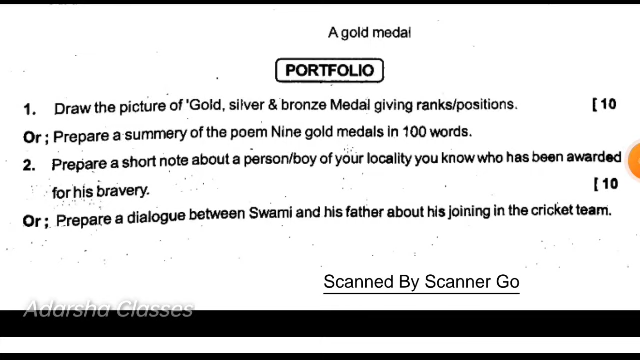 A gold medal
PORTFOLIO
1. Draw the picture of 'Gold, silver & bronze Medal giving ranks/positions. [ 10
Or ; Prepare a summery of the poem Nine gold medals in 100 words.
2. Prepare a short note about a person/boy of your locality you know who has been awarded
for his bravery. [ 10
Or ; Prepare a dialogue between Swami and his father about his joining in the cricket team.
Scanned By Scanner Go
Adarsha Classes